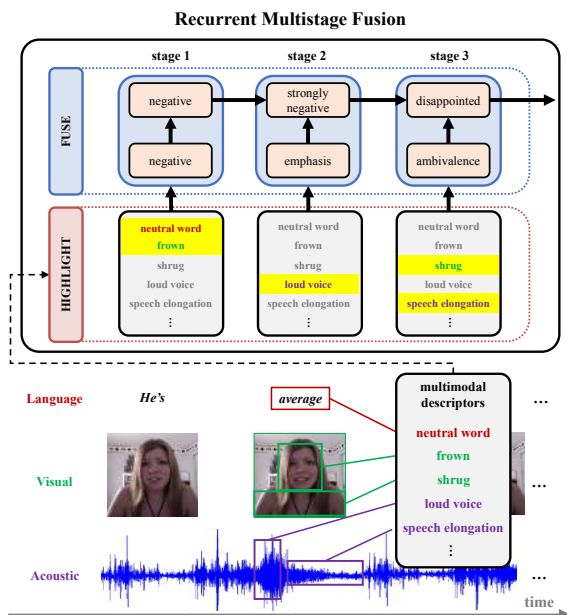 Recurrent Multistage Fusion
stage 1
stage 2
stage 3
FUSE
negative
strongly
negative
disappointed
negative
emphasis
ambivalence
HIGHLIGHT
neutral word
frown
shrug
loud voice
speech elongation
⋮
neutral word
frown
shrug
loud voice
speech elongation
⋮
neutral word
frown
shrug
loud voice
speech elongation
⋮
Language
He's
average
multimodal
descriptors
...
neutral word
frown
shrug
loud voice
speech elongation
⋮
Visual
...
Acoustic
...
time